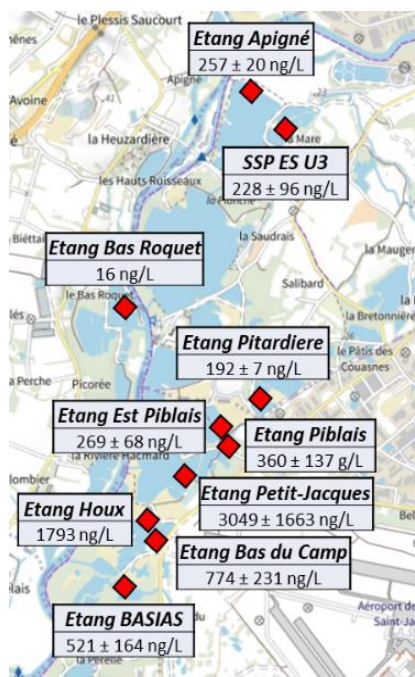 le Plessis Saucourt
Etang Apigné
257 ± 20 ng/L
Apigné
Avoine
la Mare
la Heuzardière
SSP ES U3
228 ± 96 ng/L
les Hauts Ruisseaux
la Planche
Etang Bas Roquet
16 ng/L
la Saudrais
le Bas Roquet
Salibard
la Bretonnière
Etang Pitardiere
192 ± 7 ng/L
le Pâtis des
Couasnes
la Perche
Picorée
Etang Est Piblais
269 ± 68 ng/L
Etang Piblais
360 ± 137 g/L
la Rivière Hacmard
Etang Petit-Jacques
3049 ± 1663 ng/L
Etang Houx
1793 ng/L
Etang Bas du Camp
774 ± 231 ng/L
Etang BASIAS
521 ± 164 ng/L
Aéroport de
Saint-Ja
la Perelle